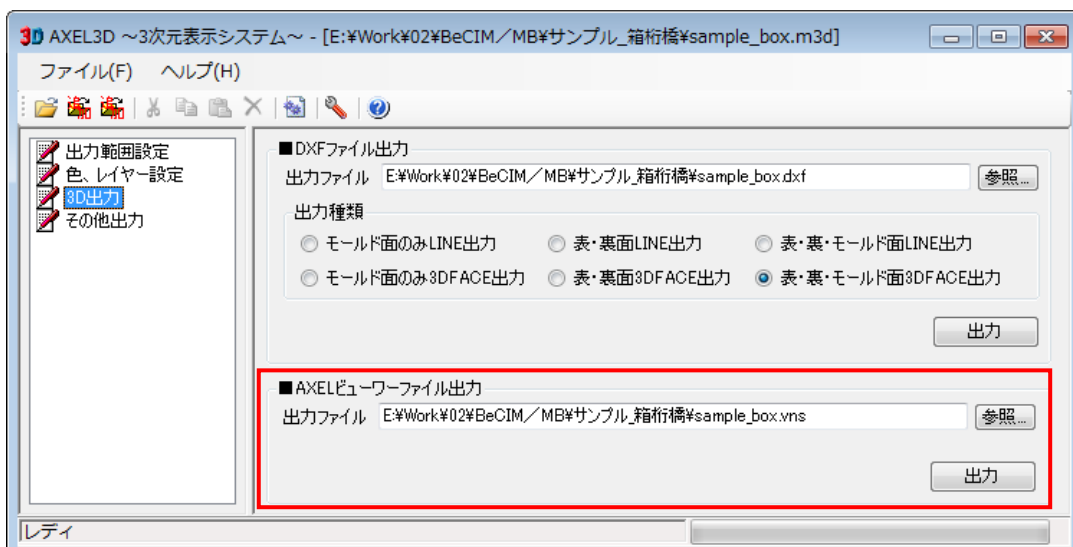 3D AXEL3D ～3次元表示システム～ - [E:¥Work¥02¥BeCIM／MB¥サンプル_箱桁橋¥sample_box.m3d]
ファイル(F) ヘルプ(H)
出力範囲設定
色、レイヤー設定
3D出力
その他出力
■DXFファイル出力
出力ファイル E:¥Work¥02¥BeCIM／MB¥サンプル_箱桁橋¥sample_box.dxf 参照...
出力種類
モールド面のみLINE出力 表・裏面LINE出力 表・裏・モールド面LINE出力
モールド面のみ3DFACE出力 表・裏面3DFACE出力 表・裏・モールド面3DFACE出力
出力
■AXELビューワーファイル出力
出力ファイル E:¥Work¥02¥BeCIM／MB¥サンプル_箱桁橋¥sample_box.vns 参照...
出力
レディ